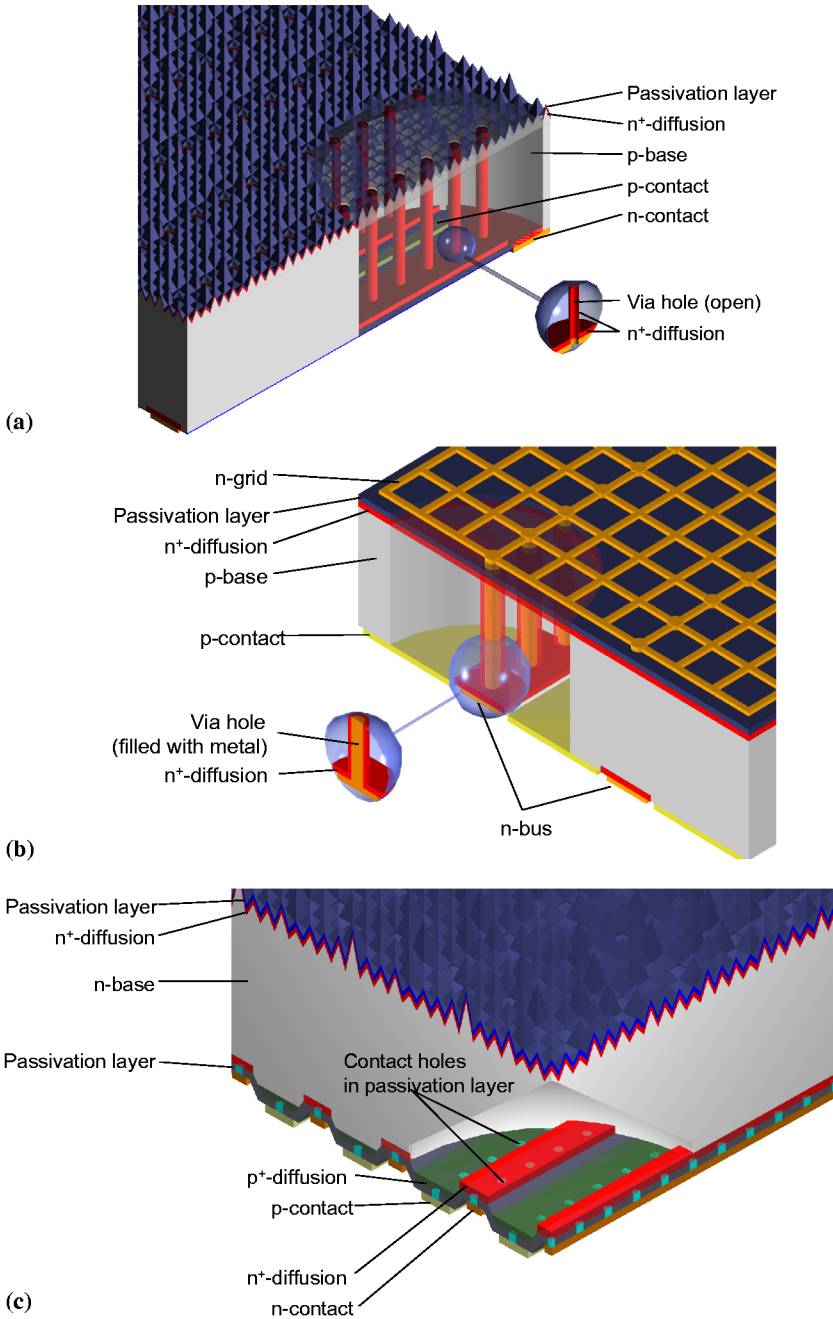 Passivation layer
n+-diffusion
p-base
p-contact
n-contact
Via hole (open)
n+-diffusion
(a)
n-grid
Passivation layer
n+-diffusion
p-base
p-contact
Via hole
(filled with metal)
n+-diffusion
n-bus
(b)
Passivation layer
n+-diffusion
n-base
Passivation layer
Contact holes
in passivation layer
p+-diffusion
p-contact
n+-diffusion
n-contact
(c)